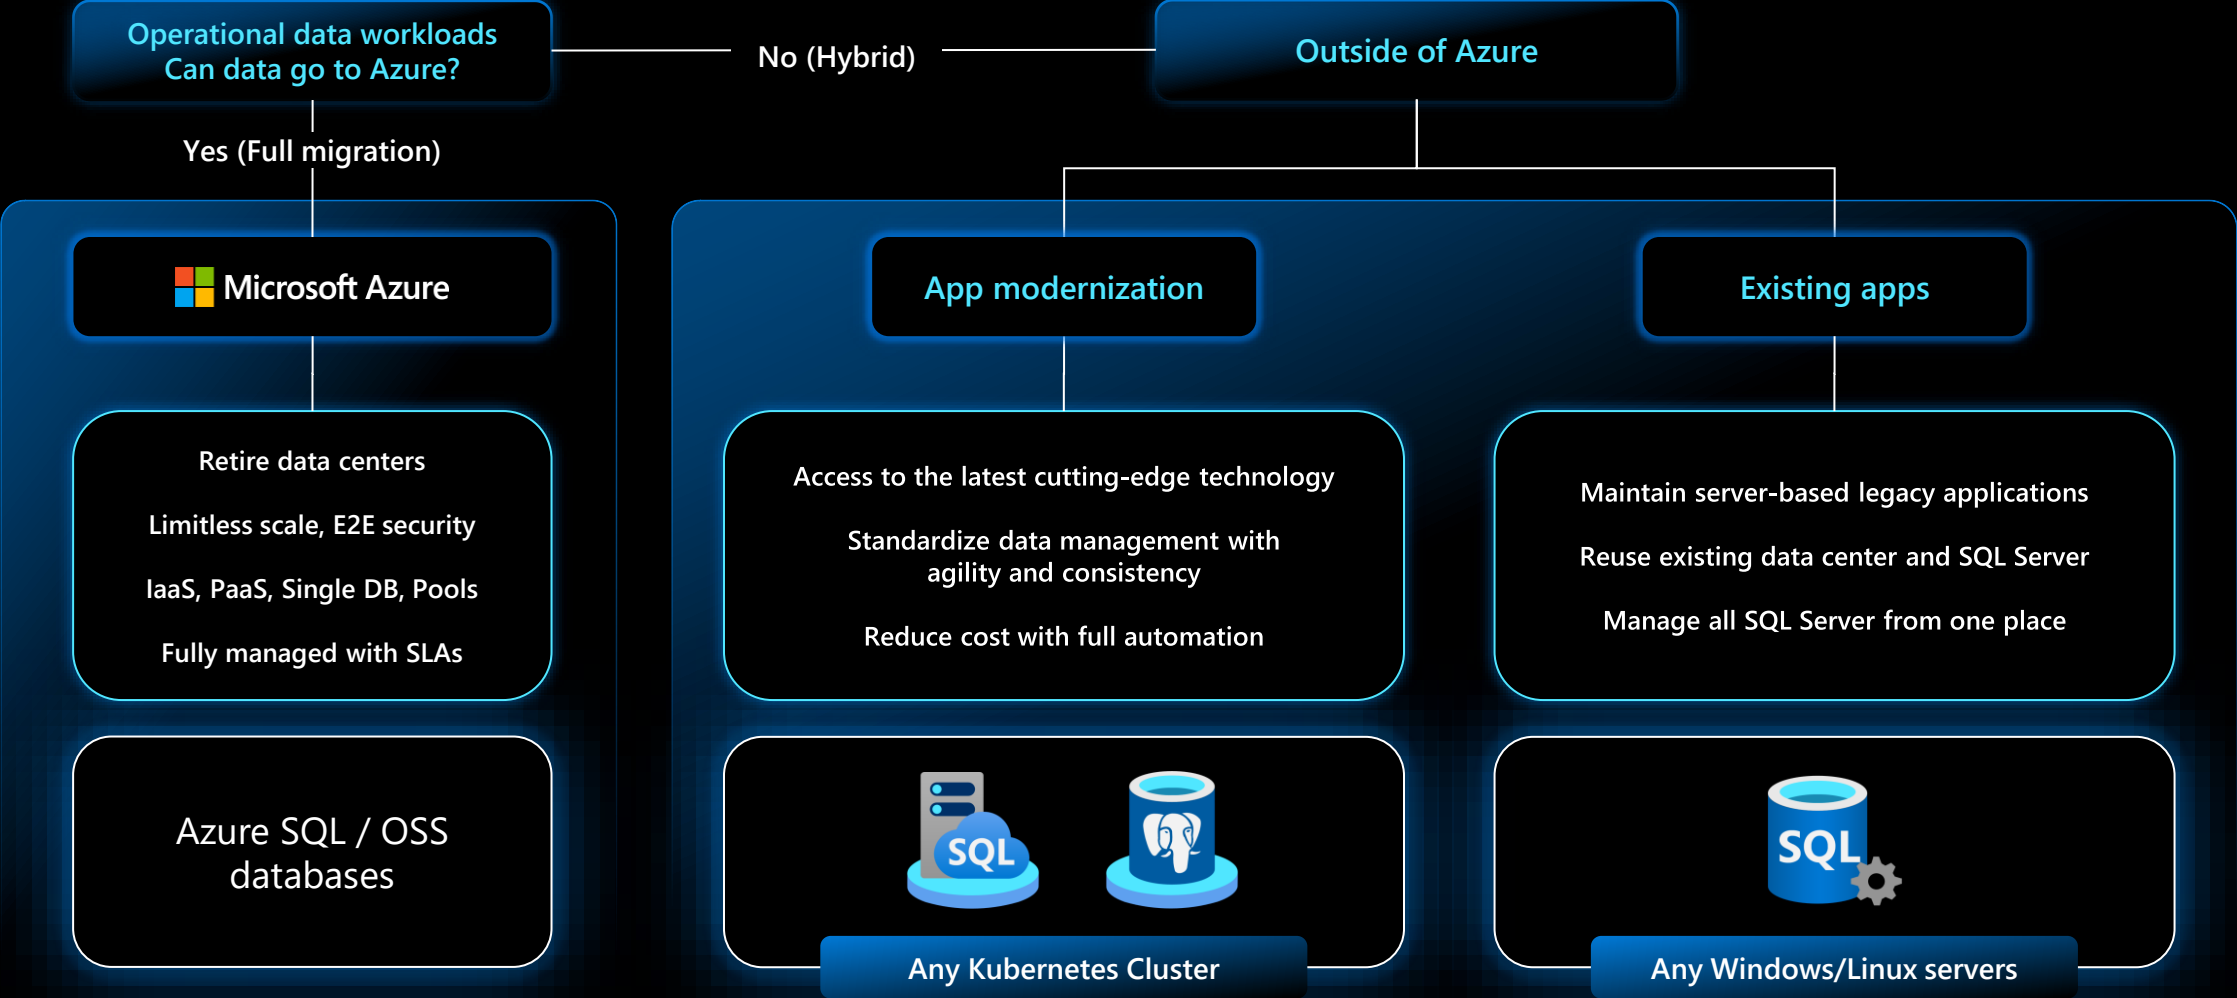 Operational data workloads
Can data go to Azure?
No (Hybrid)
Outside of Azure
Yes (Full migration)
Microsoft Azure
App modernization
Existing apps
Retire data centers
Limitless scale, E2E security
IaaS, PaaS, Single DB, Pools
Fully managed with SLAs
Access to the latest cutting-edge technology
Standardize data management with
agility and consistency
Reduce cost with full automation
Maintain server-based legacy applications
Reuse existing data center and SQL Server
Manage all SQL Server from one place
Azure SQL / OSS
databases
SQL
Any Kubernetes Cluster
SQL
Any Windows/Linux servers